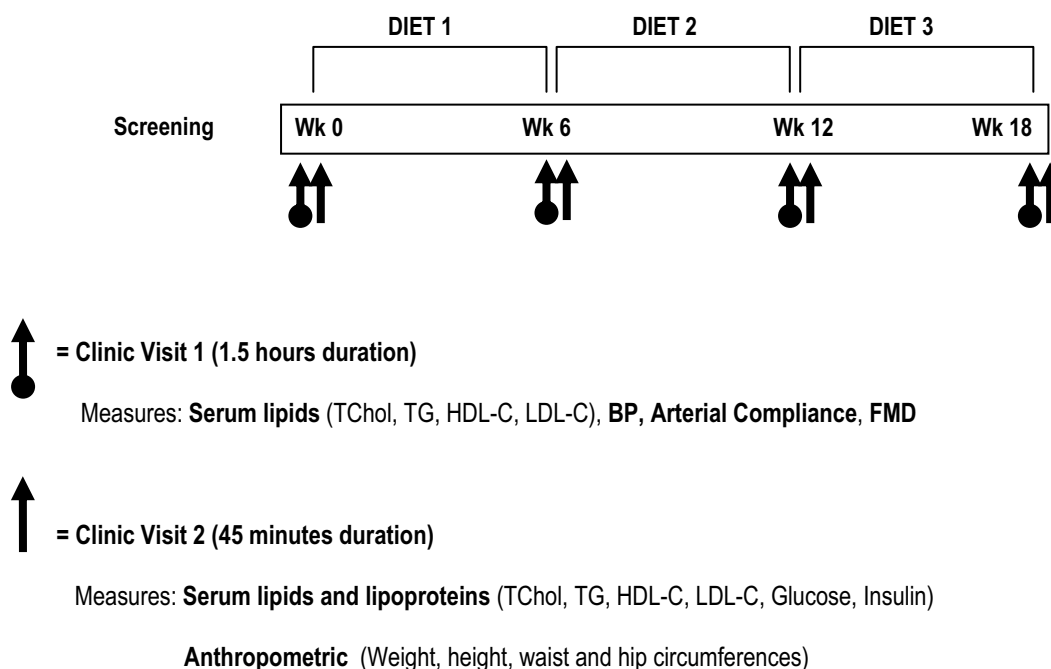 DIET 1 DIET 2 DIET 3
Screening Wk 0 Wk 6 Wk 12 Wk 18
= Clinic Visit 1 (1.5 hours duration)
Measures: Serum lipids (TChol, TG, HDL-C, LDL-C), BP, Arterial Compliance, FMD
= Clinic Visit 2 (45 minutes duration)
Measures: Serum lipids and lipoproteins (TChol, TG, HDL-C, LDL-C, Glucose, Insulin)
Anthropometric (Weight, height, waist and hip circumferences)